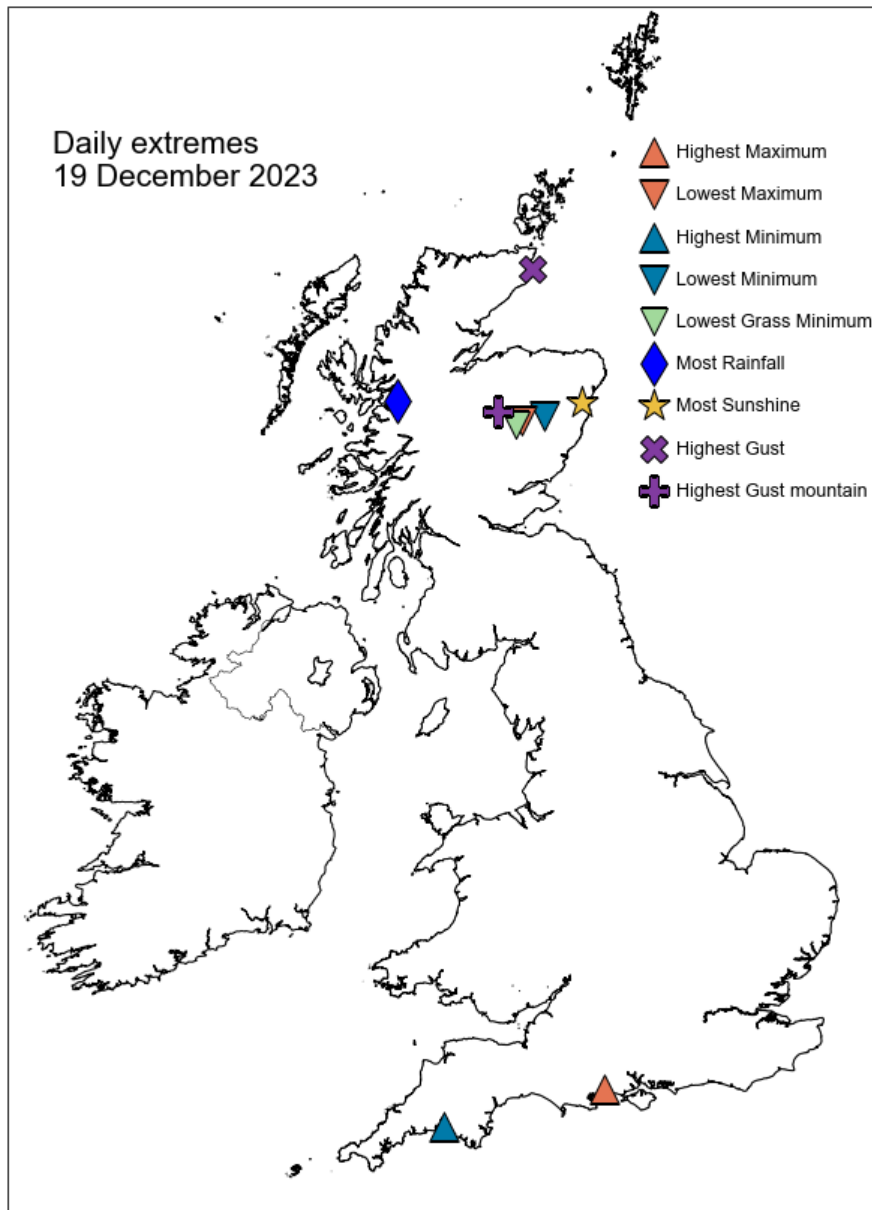 Daily extremes
19 December 2023
Highest Maximum
Lowest Maximum
Highest Minimum
Lowest Minimum
Lowest Grass Minimum
Most Rainfall
Most Sunshine
Highest Gust
Highest Gust mountain